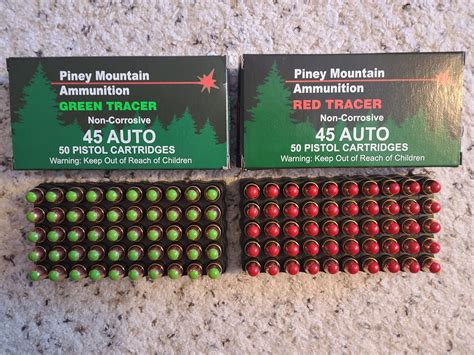 Piney Mountain
Ammunition
GREEN TRACER
Non-Corrosive
45 AUTO
50 PISTOL CARTRIDGES
Warning: Keep Out of Reach of Children
Piney Mountain
Ammunition
RED TRACER
Non-Corrosive
45 AUTO
50 PISTOL CARTRIDGES
Warning: Keep Out of Reach of Children